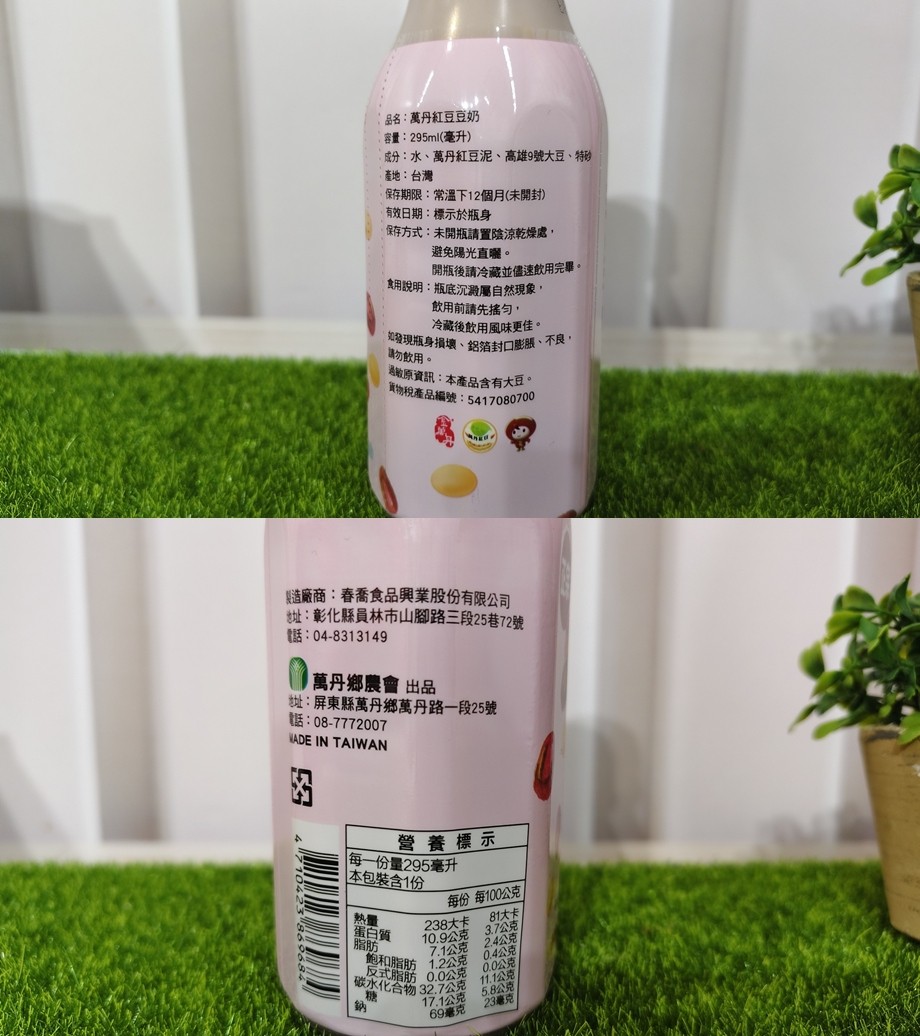 品名：萬丹紅豆豆奶
容量：295ml(毫升)
成分：水、萬丹紅豆泥、高雄9號大豆、特砂
產地：台灣
保存期限：常溫下12個月(未開封)
有效日期：標示於瓶身
保存方式：未開瓶請置陰涼乾燥處，
避免陽光直曬。
開瓶後請冷藏並儘速飲用完畢。
食用說明：瓶底沉澱屬自然現象，
飲用前請先搖勻，
冷藏後飲用風味更佳。
如發現瓶身損壞、鋁箔封口膨脹、不良，
請勿飲用。
過敏原資訊：本產品含有大豆。
貨物稅產品編號：5417080700
製造廠商：春喬食品興業股份有限公司
地址：彰化縣員林市山腳路三段25巷72號
電話：04-8313149
萬丹鄉農會 出品
地址：屏東縣萬丹鄉萬丹路一段25號
電話：08-7772007
MADE IN TAIWAN
4 710423 869684
營養標示
每一份量295毫升
本包裝含1份
每份 每100公克
熱量 238大卡 81大卡
蛋白質 10.9公克 3.7公克
脂肪 7.1公克 2.4公克
飽和脂肪 1.2公克 0.4公克
反式脂肪 0.0公克 0.0公克
碳水化合物 32.7公克 11.1公克
糖 17.1公克 5.8公克
鈉 69毫克 23毫克